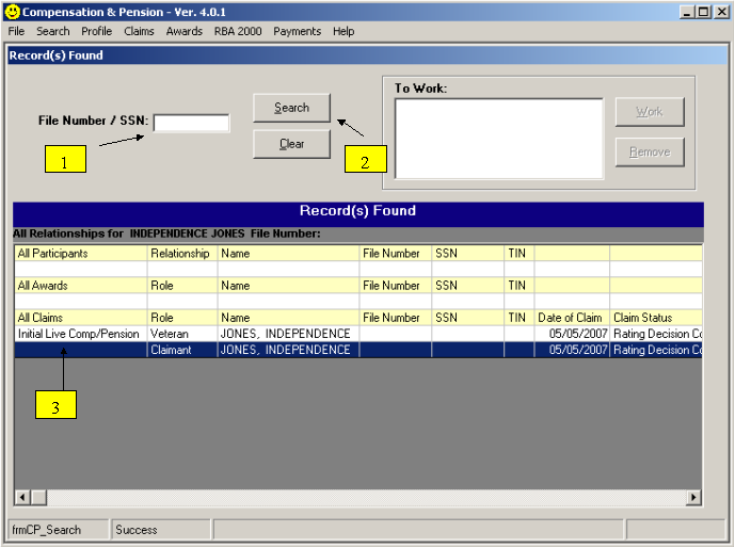 Compensation & Pension - Ver. 4.0.1
File Search Profile Claims Awards RBA 2000 Payments Help
Record(s) Found
To Work:
Search
Work
File Number / SSN:
Clear
Remove
1
2
Record(s) Found
All Relationships for INDEPENDENCE JONES File Number:
All Participants Relationship Name File Number SSN TIN
All Awards Role Name File Number SSN TIN
All Claims Role Name File Number SSN TIN Date of Claim Claim Status
Initial Live Comp/Pension Veteran JONES, INDEPENDENCE 05/05/2007 Rating Decision Co
Claimant JONES, INDEPENDENCE 05/05/2007 Rating Decision Co
3
frmCP_Search Success